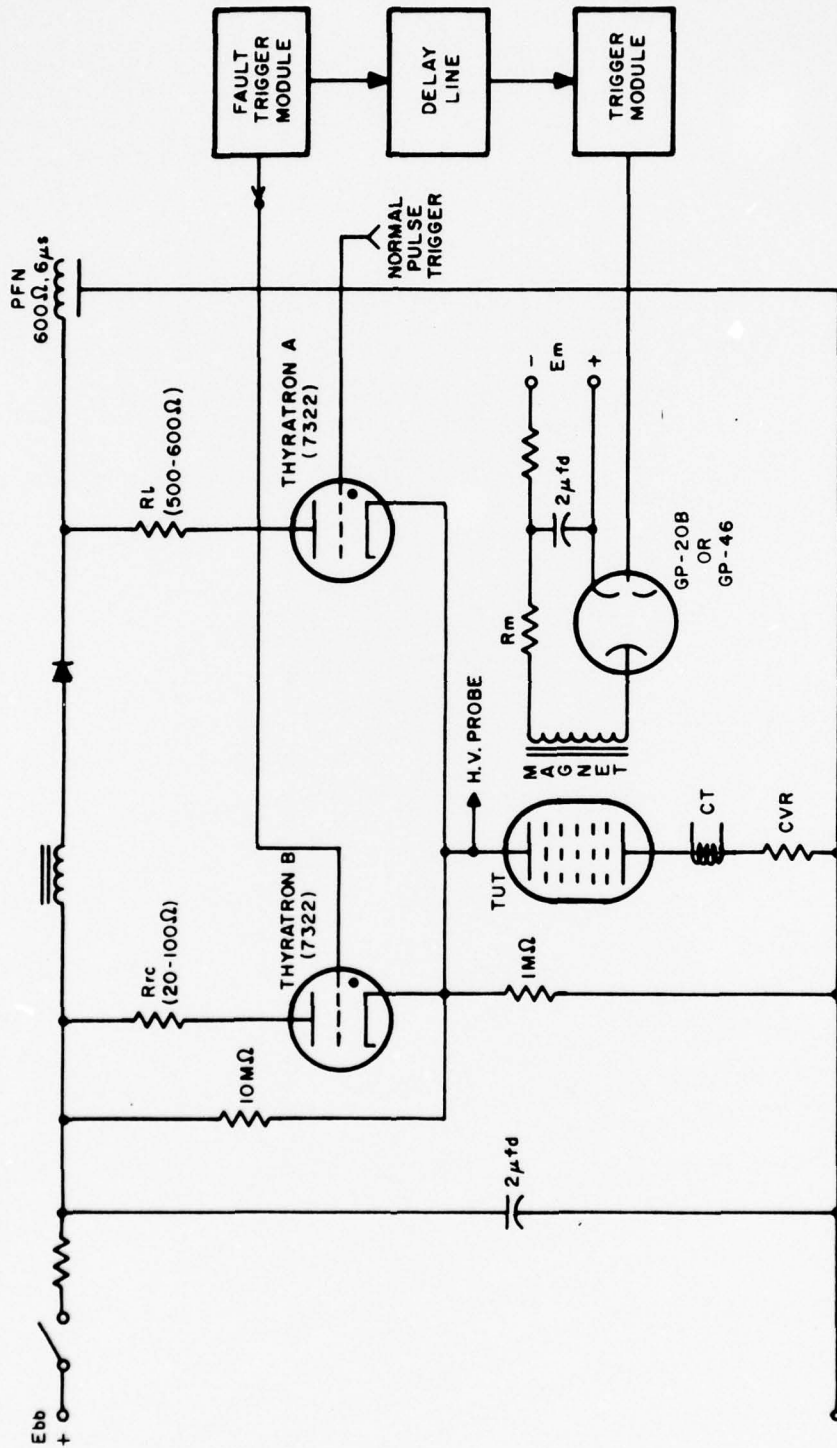 Ebb
+
PFN
600Ω, 6μs
FAULT
TRIGGER
MODULE
DELAY
LINE
TRIGGER
MODULE
NORMAL
PULSE
TRIGGER
Rrc
(20-100Ω)
Rl
(500-600Ω)
THYRATRON B
(7322)
THYRATRON A
(7322)
10MΩ
H.V. PROBE
Rm
2μfd
-
Em
+
MAGNET
TUT
GP-20B
OR
GP-46
2μfd
1MΩ
CT
CVR